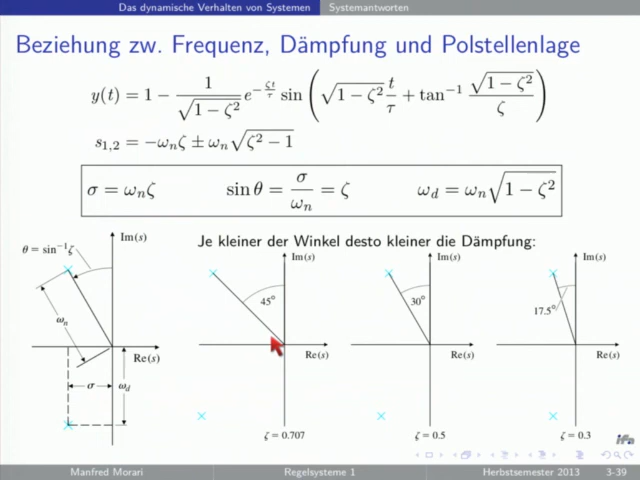 Das dynamische Verhalten von Systemen Systemantworten
Beziehung zw. Frequenz, Dämpfung und Polstellenlage
y(t) = 1 − 1/√(1 − ζ²) e^(−ζt/τ) sin ( √(1 − ζ²) t/τ + tan⁻¹ √(1 − ζ²)/ζ )
s₁,₂ = −ωₙζ ± ωₙ√(ζ² − 1)
σ = ωₙζ sin θ = σ/ωₙ = ζ ω_d = ωₙ√(1 − ζ²)
Je kleiner der Winkel desto kleiner die Dämpfung:
θ = sin⁻¹ζ
Im(s)
ωₙ
Re(s)
σ
ω_d
Im(s)
45°
Re(s)
ζ = 0.707
Im(s)
30°
Re(s)
ζ = 0.5
Im(s)
17.5°
Re(s)
ζ = 0.3
ifa
Manfred Morari Regelsysteme 1 Herbstsemester 2013 3-39